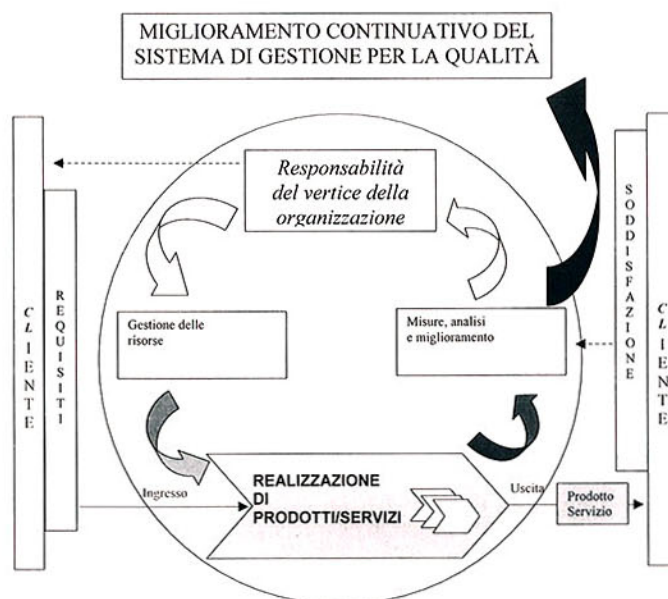 MIGLIORAMENTO CONTINUATIVO DEL
SISTEMA DI GESTIONE PER LA QUALITÀ
Responsabilità
del vertice della
organizzazione
CLIENTE
REQUISITI
Gestione delle
risorse
Misure, analisi
e miglioramento
SODDISFAZIONE
CLIENTE
Ingresso
REALIZZAZIONE
DI
PRODOTTI/SERVIZI
Uscita
Prodotto
Servizio